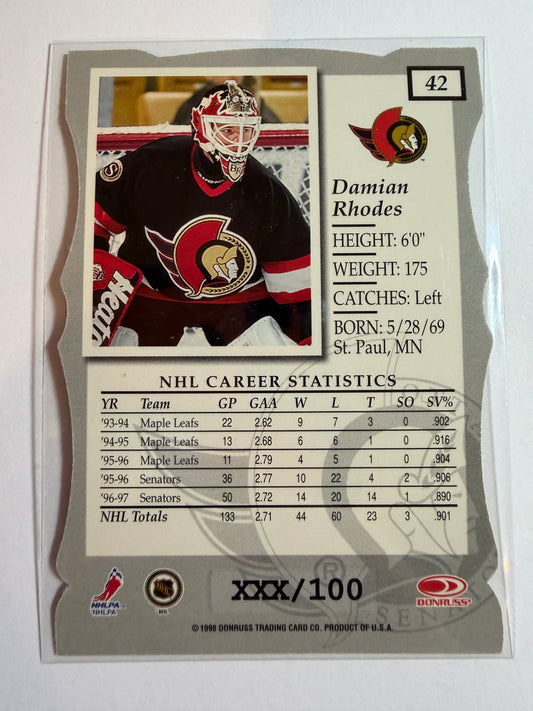 42
Damian
Rhodes
HEIGHT: 6'0"
WEIGHT: 175
CATCHES: Left
BORN: 5/28/69
St. Paul, MN
Heato
NHL CAREER STATISTICS
YR Team GP GAA W L T SO SV%
'93-94 Maple Leafs 22 2.62 9 7 3 0 .902
'94-95 Maple Leafs 13 2.68 6 6 1 0 .916
'95-96 Maple Leafs 11 2.79 4 5 1 0 .904
'95-96 Senators 36 2.77 10 22 4 2 .906
'96-97 Senators 50 2.72 14 20 14 1 .890
NHL Totals 133 2.71 44 60 23 3 .901
NHLPA
NHLPA
NHL
R
XXX/100
DONRUSS
SENAT
© 1998 DONRUSS TRADING CARD CO. PRODUCT OF U.S.A.